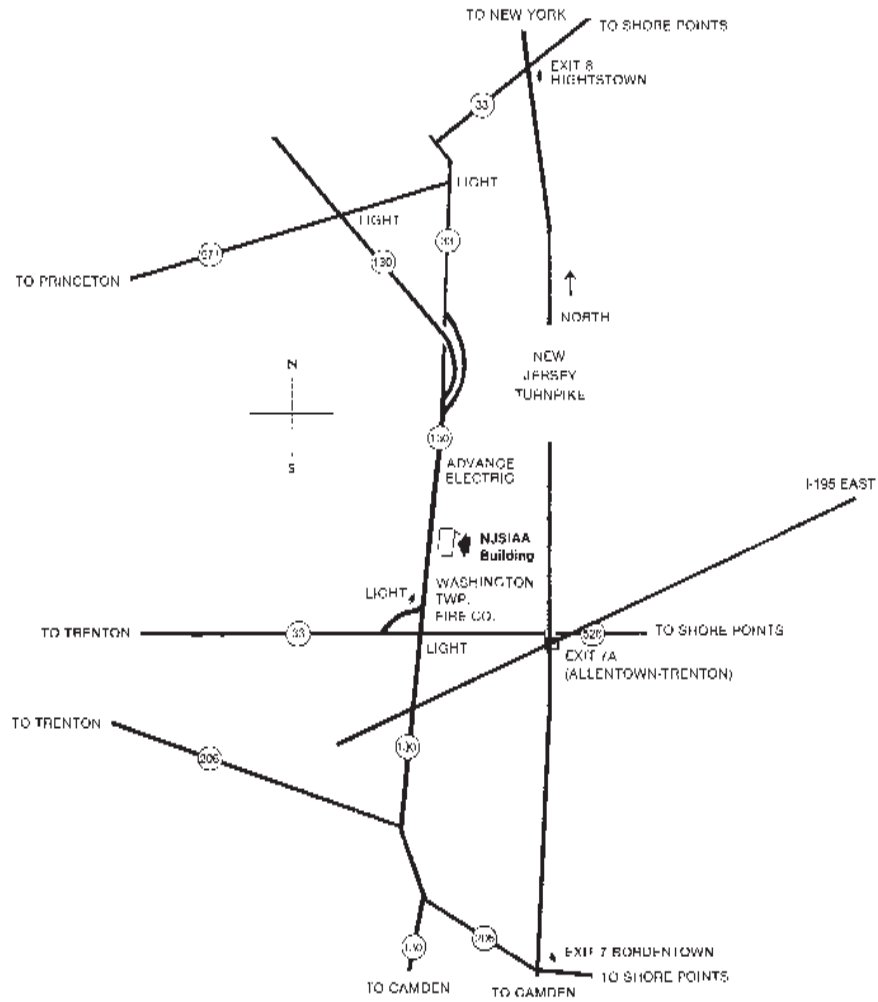 TO NEW YORK
TO SHORE POINTS
EXIT 8
HIGHTSTOWN
33
LIGHT
LIGHT
33
571
130
TO PRINCETON
NORTH
N
NEW
JERSEY
TURNPIKE
130
S
ADVANCE
ELECTRIC
I-195 EAST
NJSIAA
Building
LIGHT
WASHINGTON
TWP.
FIRE CO.
TO TRENTON
33
526
TO SHORE POINTS
LIGHT
EXIT 7A
(ALLENTOWN-TRENTON)
TO TRENTON
130
206
206
130
EXIT 7 BORDENTOWN
TO SHORE POINTS
TO CAMDEN
TO CAMDEN